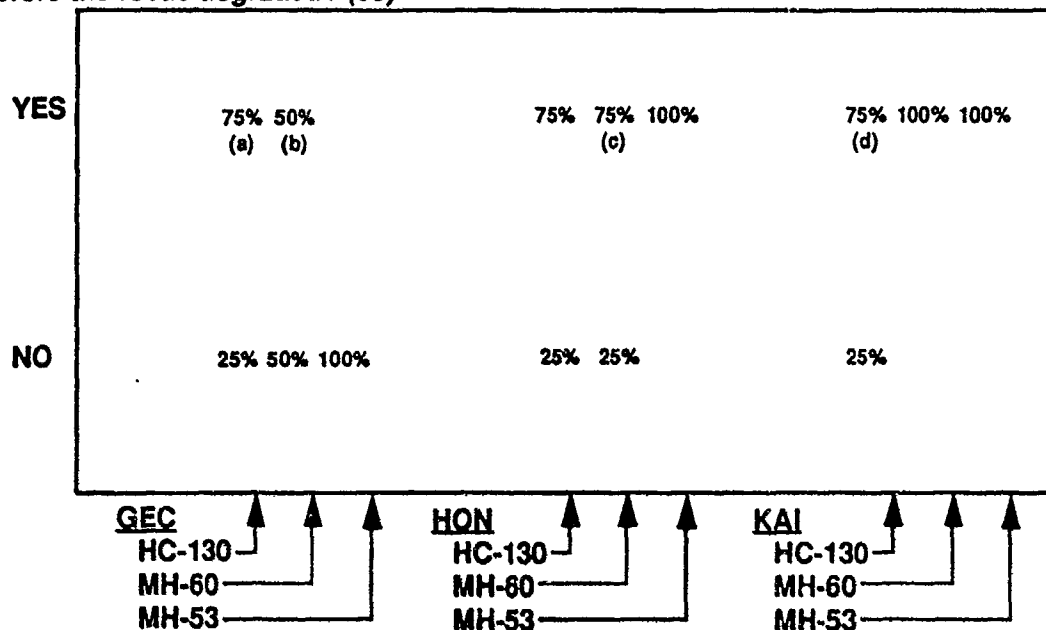 YES
75% 50% 75% 75% 100% 75% 100% 100%
(a) (b) (c) (d)
NO
25% 50% 100% 25% 25% 25%
GEC HON KAI
HC-130 HC-130 HC-130
MH-60 MH-60 MH-60
MH-53 MH-53 MH-53